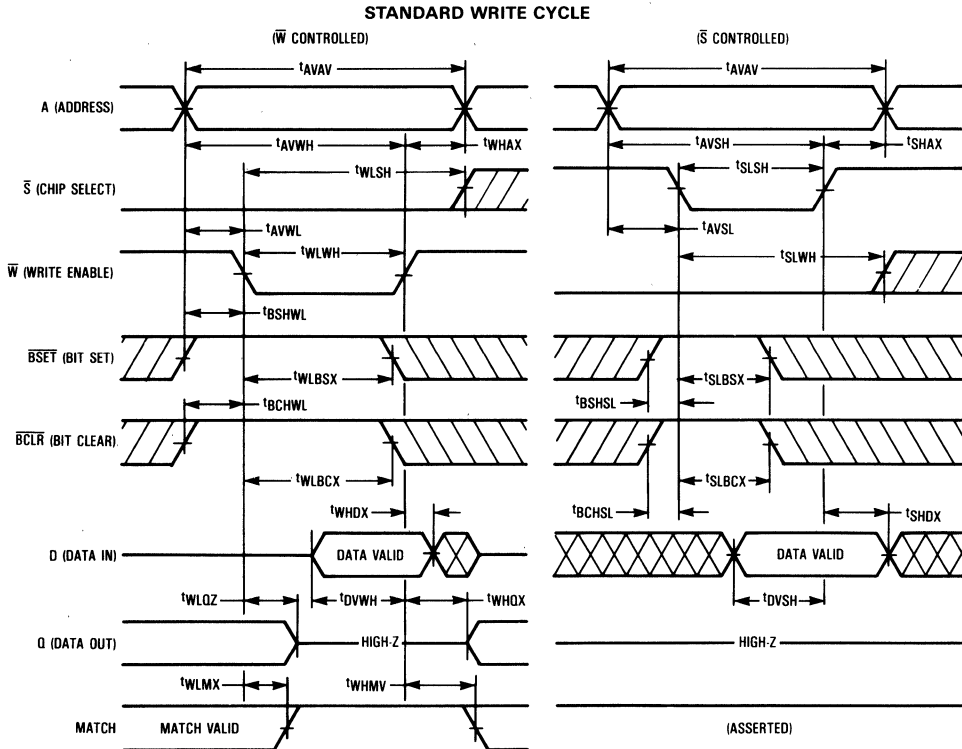 STANDARD WRITE CYCLE
(W̅ CONTROLLED)
(S̅ CONTROLLED)
tAVAV
tAVAV
A (ADDRESS)
tAVWH
tWHAX
tAVSH
tSHAX
tWLSH
tSLSH
S̅ (CHIP SELECT)
tAVWL
tAVSL
tWLWH
tSLWH
W̅ (WRITE ENABLE)
tBSHWL
B̅S̅E̅T̅ (BIT SET)
tWLBSX
tSLBSX
tBSHSL
tBCHWL
B̅C̅L̅R̅ (BIT CLEAR)
tWLBCX
tSLBCX
tWHDX
tBCHSL
tSHDX
D (DATA IN)
DATA VALID
DATA VALID
tWLQZ
tDVWH
tWHQX
tDVSH
Q (DATA OUT)
HIGH-Z
HIGH-Z
tWLMX
tWHMV
MATCH
MATCH VALID
(ASSERTED)